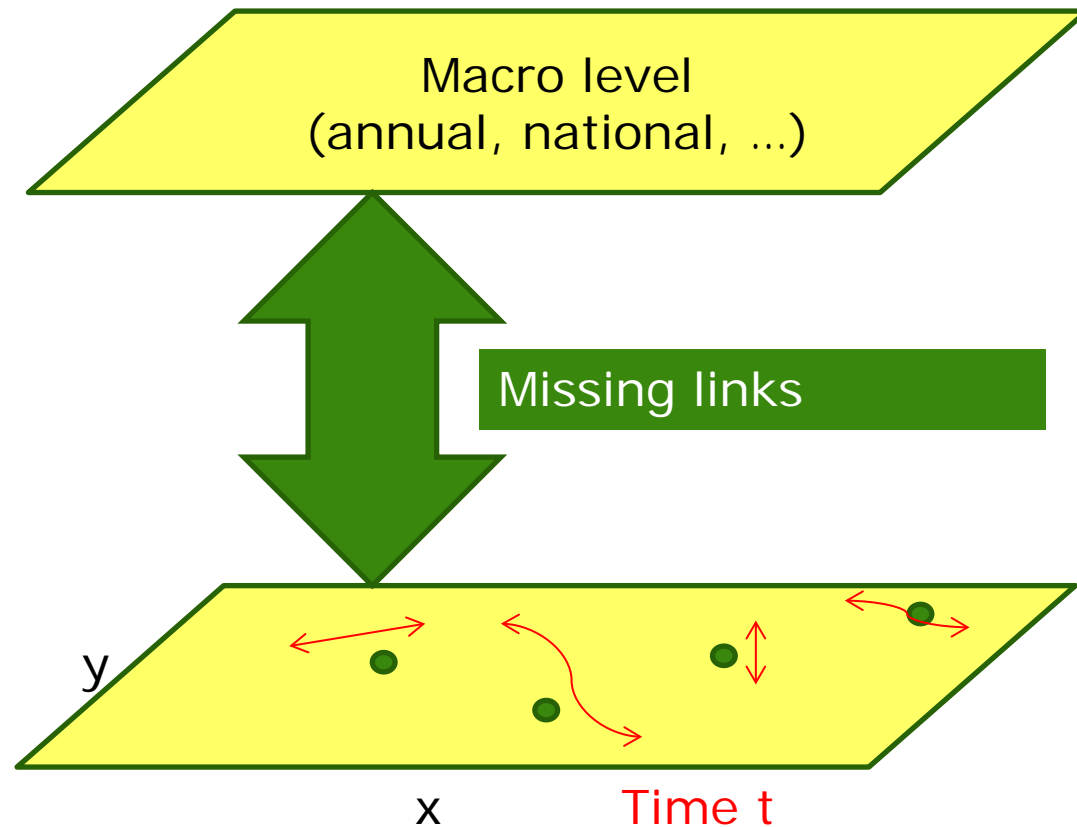 Macro level
(annual, national, ...)
Missing links
y
x
Time t